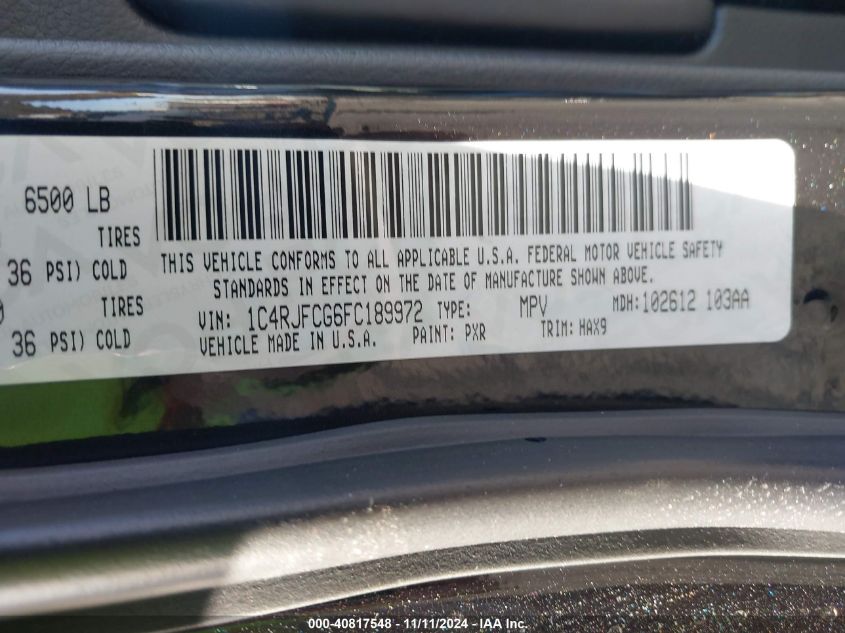 6500 LB
TIRES
36 PSI) COLD
TIRES
36 PSI) COLD
THIS VEHICLE CONFORMS TO ALL APPLICABLE U.S.A. FEDERAL MOTOR VEHICLE SAFETY
STANDARDS IN EFFECT ON THE DATE OF MANUFACTURE SHOWN ABOVE.
VIN: 1C4RJFCG6FC189972 TYPE: MPV MDH:102612 103AA
VEHICLE MADE IN U.S.A. PAINT: PXR TRIM: HAX9
000-40817548 - 11/11/2024 - IAA Inc.